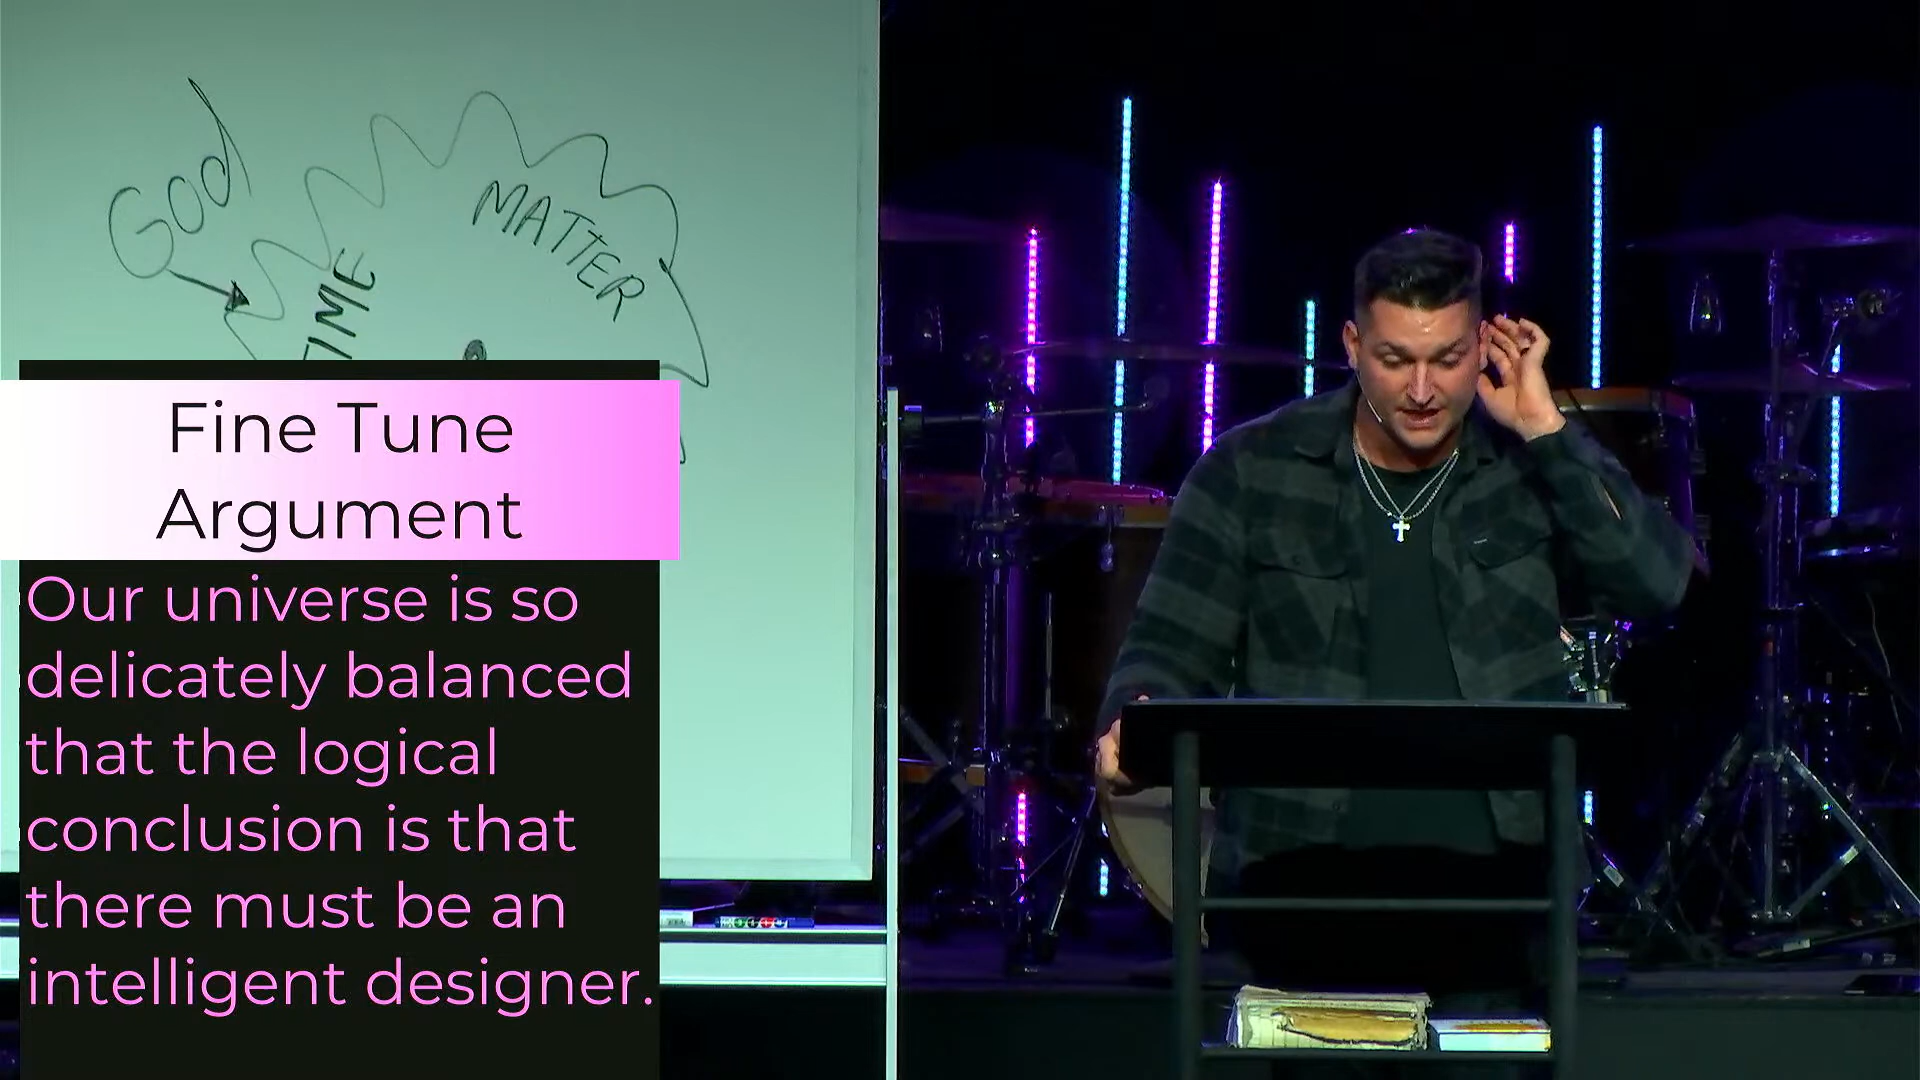 God
MATTER
TIME
Fine Tune
Argument
Our universe is so
delicately balanced
that the logical
conclusion is that
there must be an
intelligent designer.